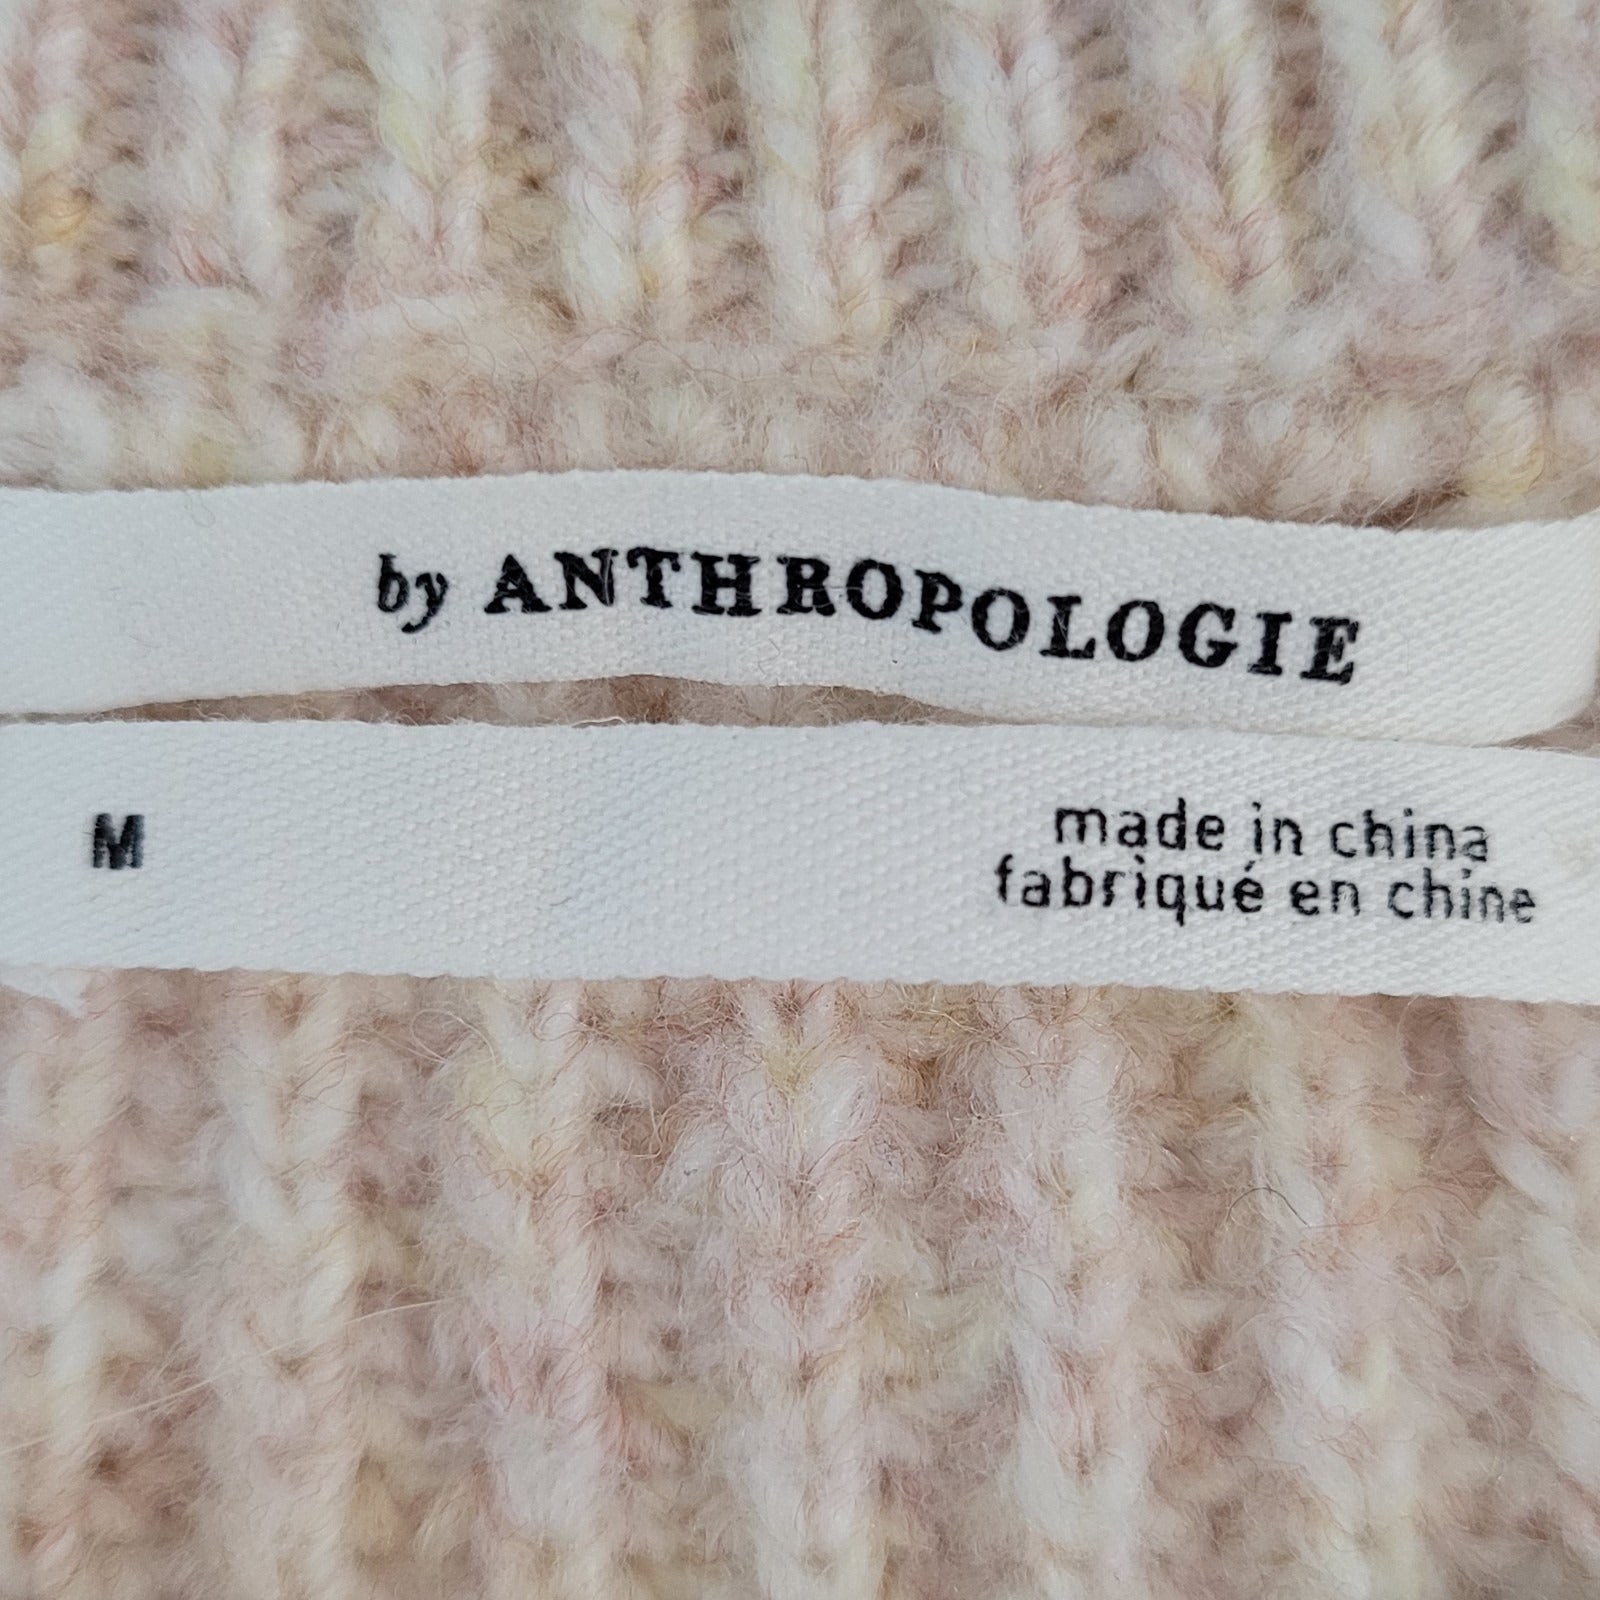 by ANTHROPOLOGIE
M
made in china
fabriqué en chine